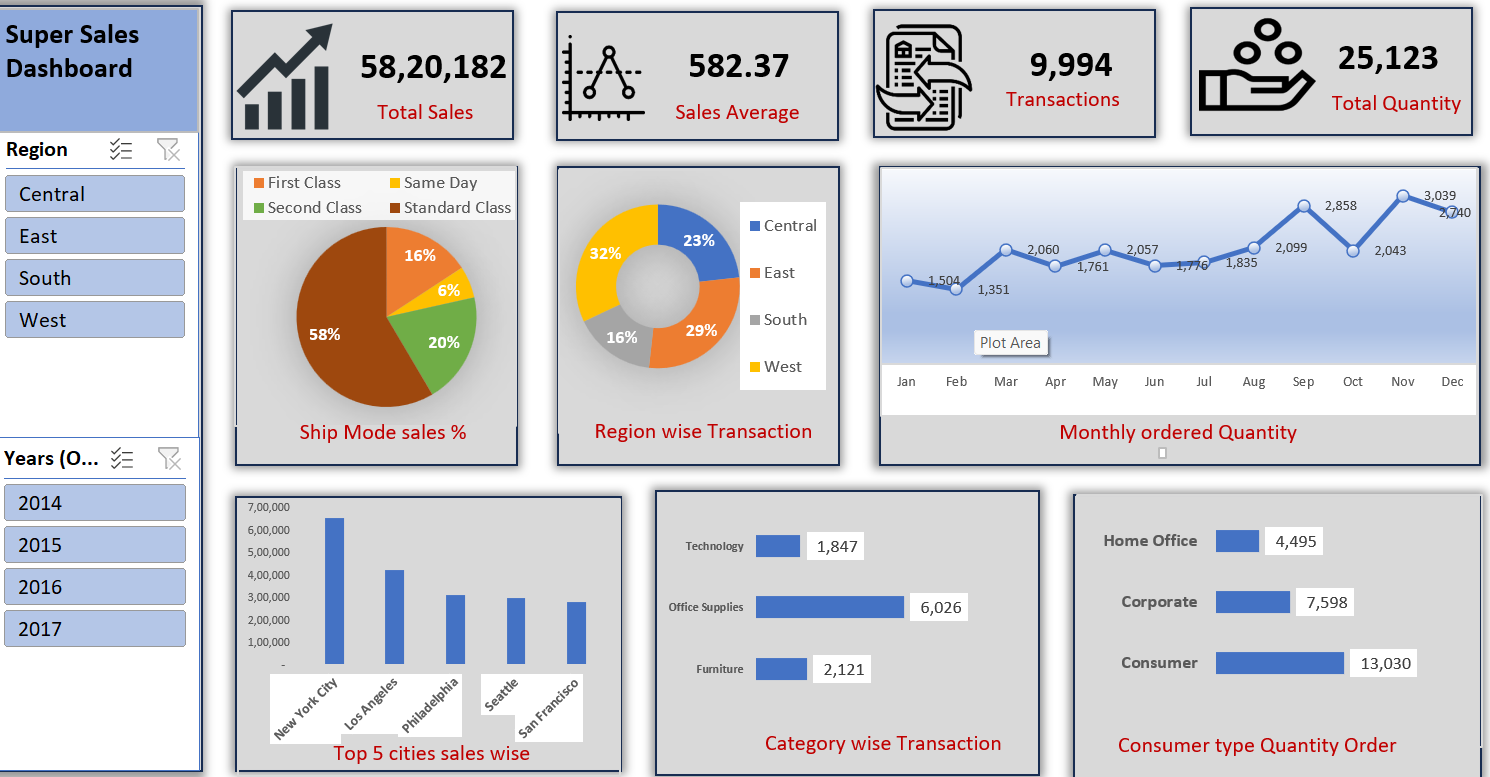 Super Sales
Dashboard
58,20,182
Total Sales
582.37
Sales Average
9,994
Transactions
25,123
Total Quantity
Region
Central
East
South
West
Years (O...
2014
2015
2016
2017
First Class
Same Day
Second Class
Standard Class
16%
6%
58%
20%
Ship Mode sales %
23%
32%
16%
29%
Central
East
South
West
Region wise Transaction
1,504
1,351
2,060
1,761
2,057
1,776
1,835
2,099
2,858
2,043
3,039
2,740
Plot Area
Jan Feb Mar Apr May Jun Jul Aug Sep Oct Nov Dec
Monthly ordered Quantity
7,00,000
6,00,000
5,00,000
4,00,000
3,00,000
2,00,000
1,00,000
-
New York City
Los Angeles
Philadelphia
Seattle
San Francisco
Top 5 cities sales wise
Technology 1,847
Office Supplies 6,026
Furniture 2,121
Category wise Transaction
Home Office 4,495
Corporate 7,598
Consumer 13,030
Consumer type Quantity Order